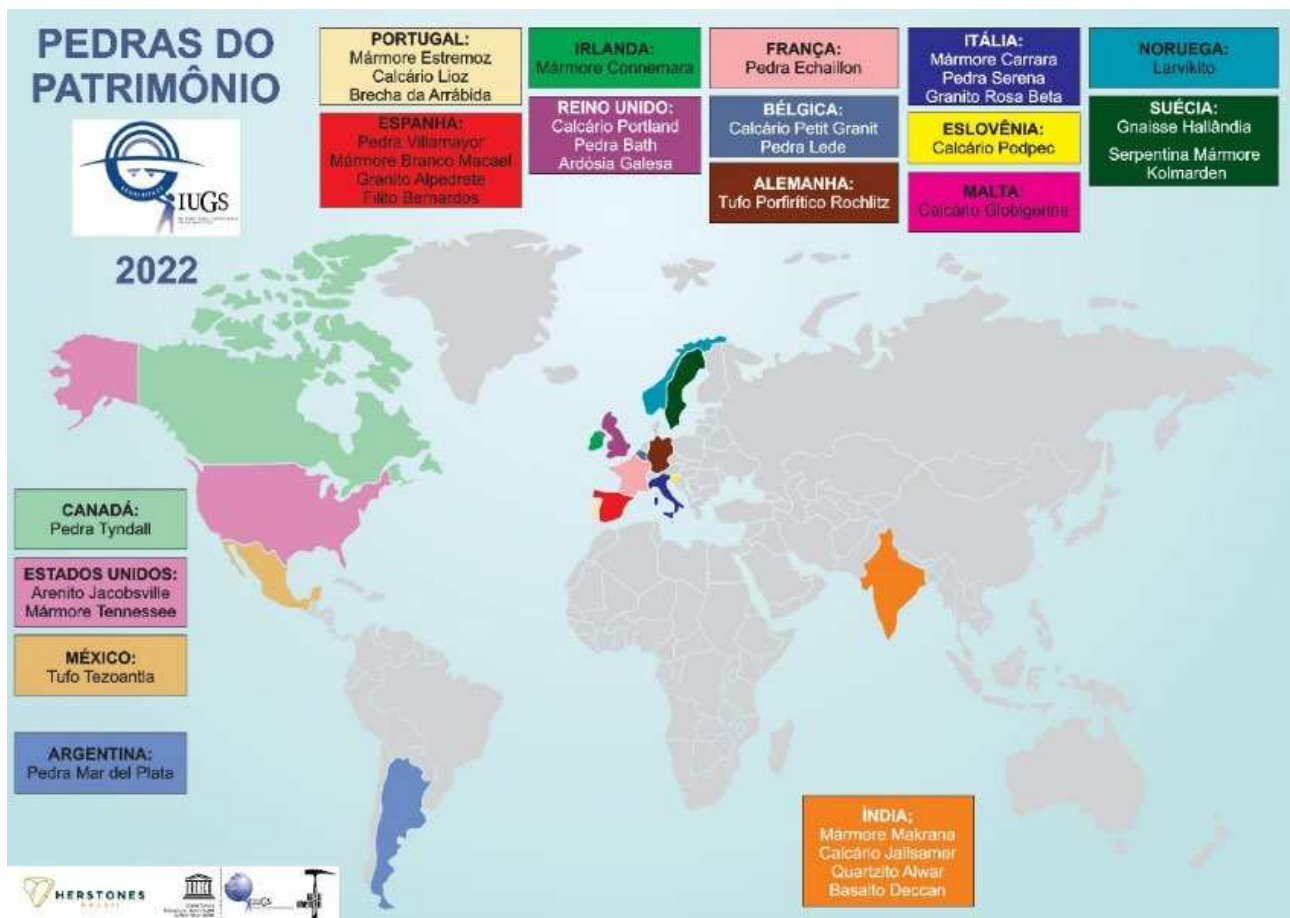 PEDRAS DO
PATRIMÔNIO
IUGS
2022
PORTUGAL:
Mármore Estremoz
Calcário Lioz
Brecha da Arrábida
ESPANHA:
Pedra Villamayor
Mármore Branco Macael
Granito Alpedrete
Filito Bernardos
IRLANDA:
Mármore Connemara
REINO UNIDO:
Calcário Portland
Pedra Bath
Ardósia Galesa
FRANÇA:
Pedra Echaillon
BÉLGICA:
Calcário Petit Granit
Pedra Lede
ALEMANHA:
Tufo Porfirítico Rochlitz
ITÁLIA:
Mármore Carrara
Pedra Serena
Granito Rosa Beta
ESLOVÊNIA:
Calcário Podpec
MALTA:
Calcário Globigerina
NORUEGA:
Larvikito
SUÉCIA:
Gnaisse Hallândia
Serpentina Mármore
Kolmarden
CANADÁ:
Pedra Tyndall
ESTADOS UNIDOS:
Arenito Jacobsville
Mármore Tennessee
MÉXICO:
Tufo Tezoantla
ARGENTINA:
Pedra Mar del Plata
ÍNDIA:
Mármore Makrana
Calcário Jailsamer
Quartzito Alwar
Basalto Deccan
HERSTONES
BRASIL
IUGS